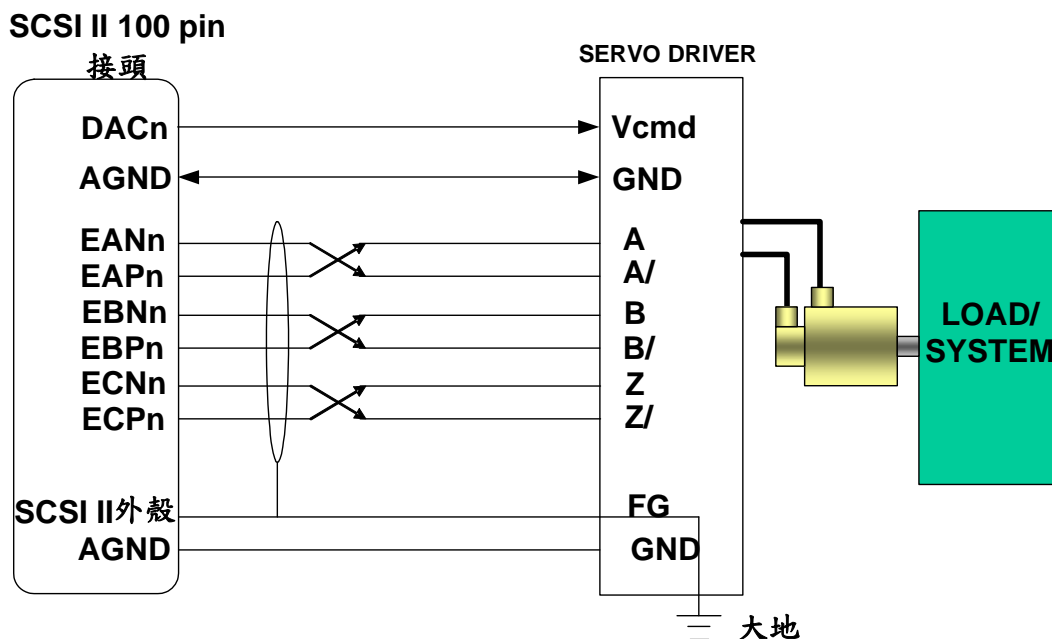 SCSI II 100 pin
接頭
SERVO DRIVER
DACn
Vcmd
AGND
GND
EANn
A
EAPn
A/
EBNn
B
EBPn
B/
ECNn
Z
ECPn
Z/
LOAD/
SYSTEM
SCSI II外殼
FG
AGND
GND
大地